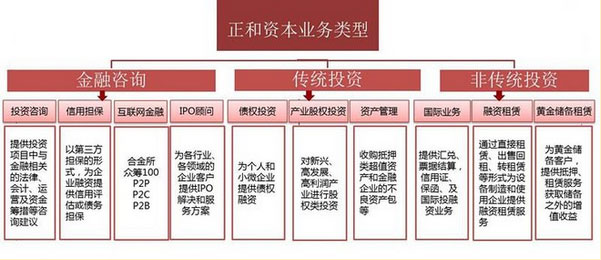 正和资本业务类型
金融咨询
传统投资
非传统投资
投资咨询
信用担保
互联网金融
IPO顾问
债权投资
产业股权投资
资产管理
国际业务
融资租赁
黄金储备租赁
提供投资
项目中与
金融相关
的法律、
会计、运
营及资金
筹措等咨
询建议
以第三方
担保的形
式，为企
业融资提
供信用评
估或债务
担保
合金所
众筹100
P2P
P2C
P2B
为各行业、
各领域的
企业客户
提供IPO
解决和服
务方案
为个人和
小微企业
提供债权
融资
对新兴、
高发展、
高利润产
业进行股
权类投资
收购抵押
类超值资
产和金融
企业的不
良资产包
等
提供汇兑、
票据结算，
信用证、
保函、及
国际投融
资业务
通过直接
租赁、出售回
租、转租赁
等形式为设
备制造和使
用企业提供
融资租赁服务
为黄金储
备客户，
提供抵押、
租赁服务
获取储备
之外的增
值收益